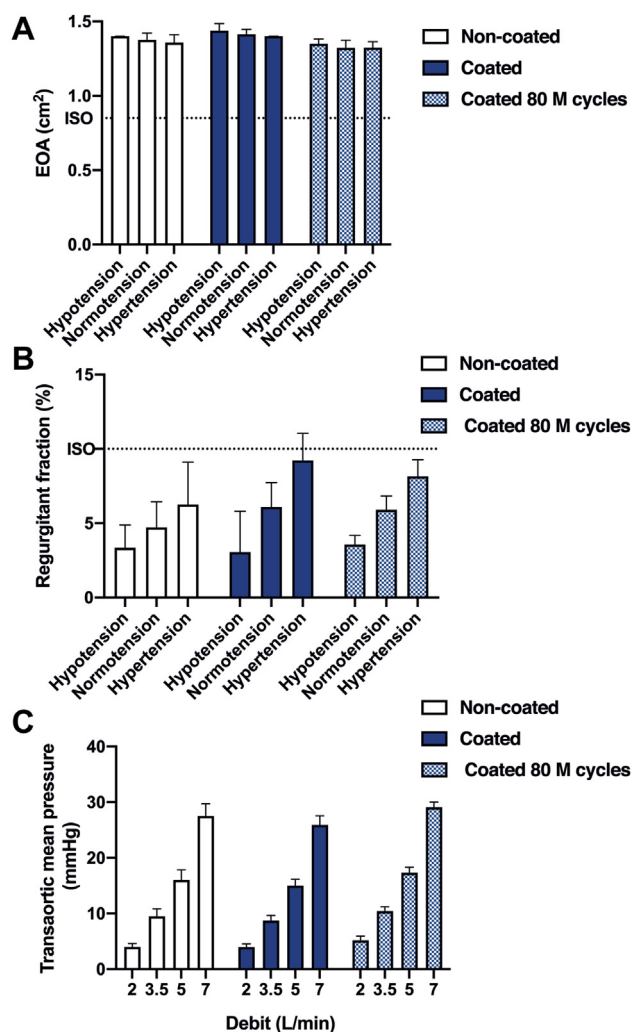 A
1.5
1.0
ISO
0.5
0.0
EOA (cm²)
Hypotension
Normotension
Hypertension
Hypotension
Normotension
Hypertension
Hypotension
Normotension
Hypertension
Non-coated
Coated
Coated 80 M cycles
B
15
ISO
5
0
Regurgitant fraction (%)
Hypotension
Normotension
Hypertension
Hypotension
Normotension
Hypertension
Hypotension
Normotension
Hypertension
Non-coated
Coated
Coated 80 M cycles
C
40
30
20
10
0
Transaortic mean pressure
(mmHg)
2 3.5 5 7 2 3.5 5 7 2 3.5 5 7
Debit (L/min)
Non-coated
Coated
Coated 80 M cycles